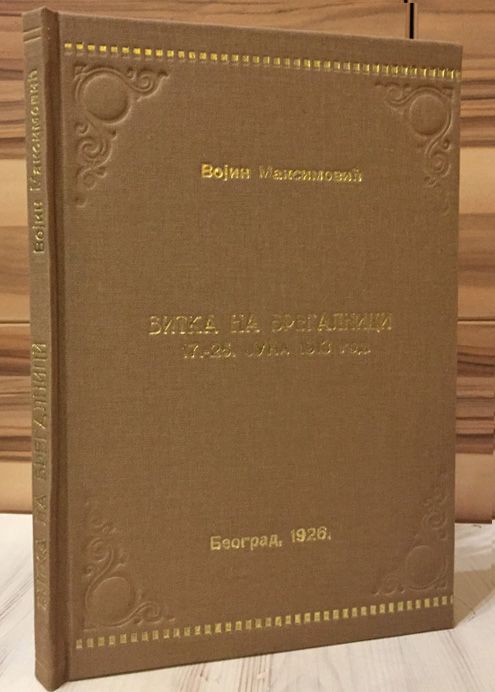 Војин Максимовић
БИТКА НА БРЕГАЛНИЦИ
17.-25. ЈУНА 1913 ГОД.
Београд, 1926.
БИТКА НА БРЕГАЛНИЦИ Војин Максимовић